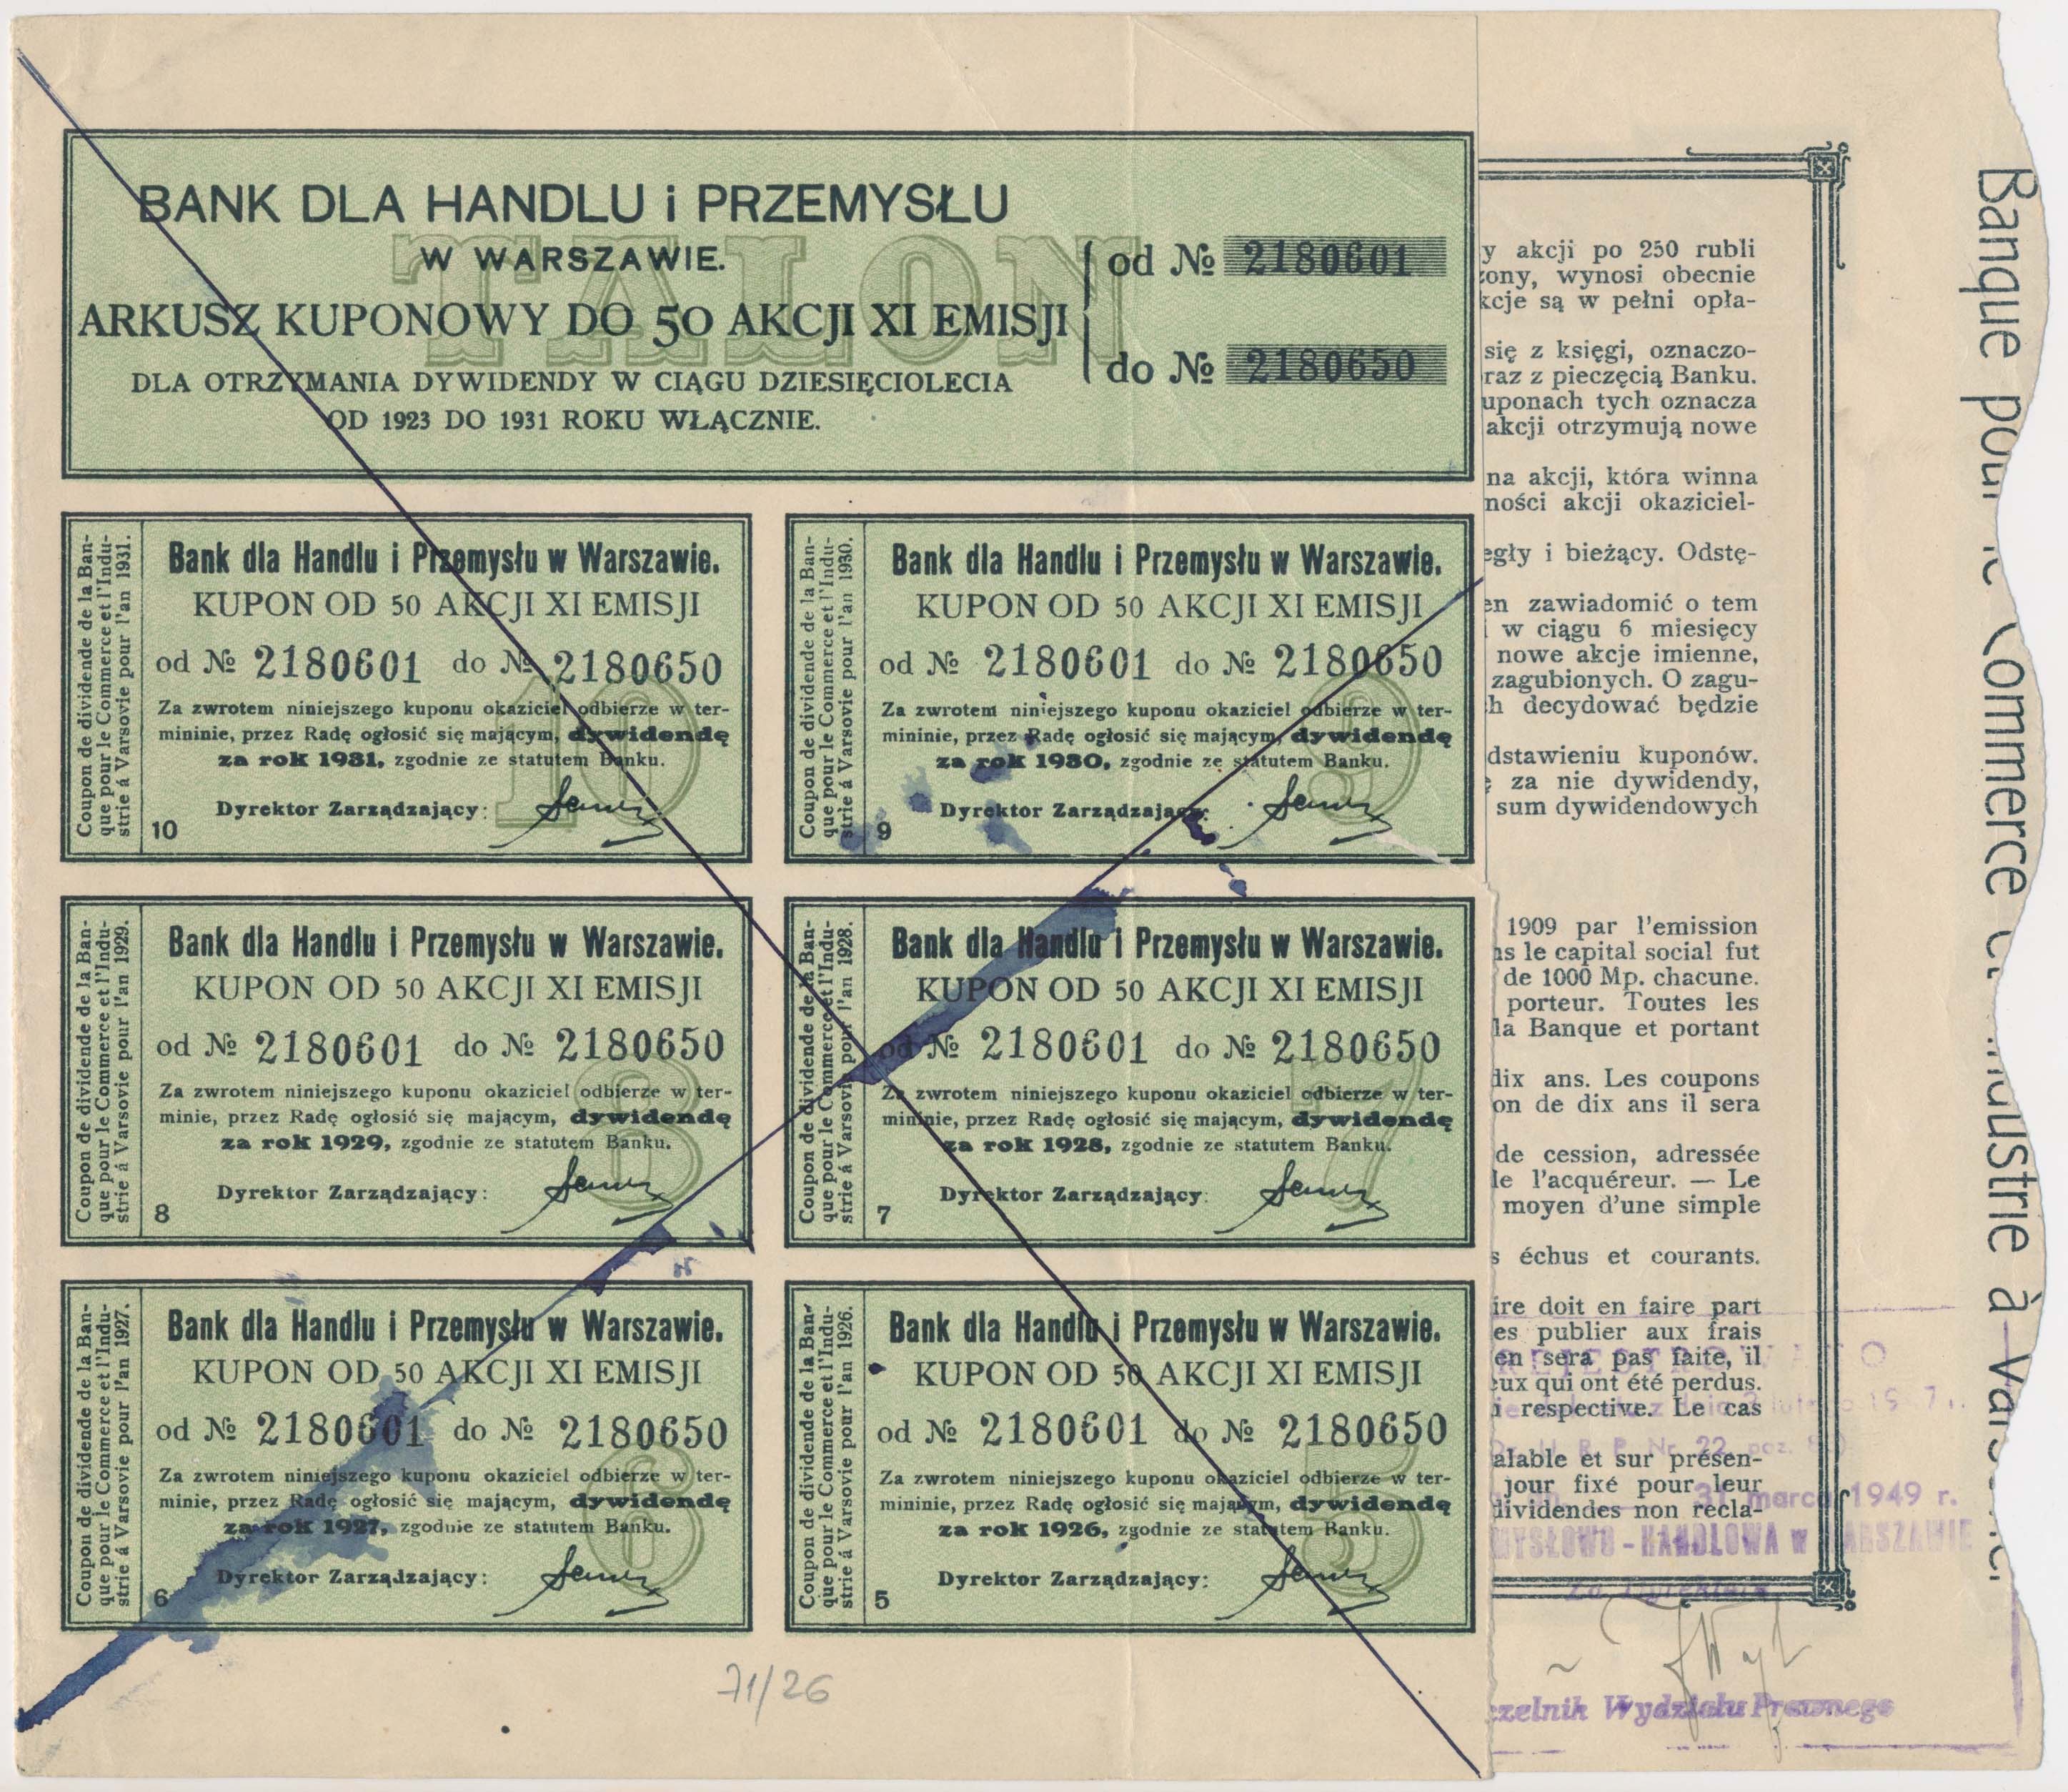 BANK DLA HANDLU i PRZEMYSŁU
W WARSZAWIE.
TALON
ARKUSZ KUPONOWY DO 50 AKCJI XI EMISJI
od № 2180601
do № 2180650
DLA OTRZYMANIA DYWIDENDY W CIĄGU DZIESIĘCIOLECIA
OD 1923 DO 1931 ROKU WŁĄCZNIE.
Coupon de dividende de la Ban-
que pour le Commerce et l'Indu-
strie á Varsovie pour l'an 1931.
Bank dla Handlu i Przemysłu w Warszawie.
KUPON OD 50 AKCJI XI EMISJI
od № 2180601 do № 2180650
Za zwrotem niniejszego kuponu okaziciel odbierze w ter-
mininie, przez Radę ogłosić się mającym, dywidendę
za rok 1931, zgodnie ze statutem Banku.
Dyrektor Zarządzający:
10
10
Coupon de dividende de la Ban-
que pour le Commerce et l'Indu-
strie á Varsovie pour l'an 1930.
Bank dla Handlu i Przemysłu w Warszawie.
KUPON OD 50 AKCJI XI EMISJI
od № 2180601 do № 2180650
Za zwrotem niniejszego kuponu okaziciel odbierze w ter-
mininie, przez Radę ogłosić się mającym, dywidendę
za rok 1930, zgodnie ze statutem Banku.
Dyrektor Zarządzający:
9
9
Coupon de dividende de la Ban-
que pour le Commerce et l'Indu-
strie á Varsovie pour l'an 1929.
Bank dla Handlu i Przemysłu w Warszawie.
KUPON OD 50 AKCJI XI EMISJI
od № 2180601 do № 2180650
Za zwrotem niniejszego kuponu okaziciel odbierze w ter-
minie, przez Radę ogłosić się mającym, dywidendę
za rok 1929, zgodnie ze statutem Banku.
Dyrektor Zarządzający:
8
8
Coupon de dividende de la Ban-
que pour le Commerce et l'Indu-
strie á Varsovie pour l'an 1928.
Bank dla Handlu i Przemysłu w Warszawie.
KUPON OD 50 AKCJI XI EMISJI
od № 2180601 do № 2180650
Za zwrotem niniejszego kuponu okaziciel odbierze w ter-
mininie, przez Radę ogłosić się mającym, dywidendę
za rok 1928, zgodnie ze statutem Banku.
Dyrektor Zarządzający:
7
7
Coupon de dividende de la Ban-
que pour le Commerce et l'Indu-
strie á Varsovie pour l'an 1927.
Bank dla Handlu i Przemysłu w Warszawie.
KUPON OD 50 AKCJI XI EMISJI
od № 2180601 do № 2180650
Za zwrotem niniejszego kuponu okaziciel odbierze w ter-
minie, przez Radę ogłosić się mającym, dywidendę
za rok 1927, zgodnie ze statutem Banku.
Dyrektor Zarządzający:
6
6
Coupon de dividende de la Ban-
que pour le Commerce et l'Indu-
strie á Varsovie pour l'an 1926.
Bank dla Handlu i Przemysłu w Warszawie.
KUPON OD 50 AKCJI XI EMISJI
od № 2180601 do № 2180650
Za zwrotem niniejszego kuponu okaziciel odbierze w ter-
mininie, przez Radę ogłosić się mającym, dywidendę
za rok 1926, zgodnie ze statutem Banku.
Dyrektor Zarządzający:
5
5
71/26
y akcji po 250 rubli
zony, wynosi obecnie
kcje są w pełni opła-
się z księgi, oznaczo-
raz z pieczęcią Banku.
uponach tych oznacza
akcji otrzymują nowe
na akcji, która winna
ności akcji okaziciel-
egły i bieżący. Odstę-
en zawiadomić o tem
w ciągu 6 miesięcy
nowe akcje imienne,
zagubionych. O zagu-
h decydować będzie
dstawieniu kuponów.
ę za nie dywidendy,
sum dywidendowych
1909 par l'emission
ns le capital social fut
de 1000 Mp. chacune.
porteur. Toutes les
la Banque et portant
dix ans. Les coupons
on de dix ans il sera
de cession, adressée
le l'acquéreur. — Le
moyen d'une simple
s échus et courants.
ire doit en faire part
es publier aux frais
en sera pas faite, il
eux qui ont été perdus.
respective. Le cas
alable et sur présen-
jour fixé pour leur
dividendes non recla-
REJESTROWANO
R. P. Nr. 22, poz.
31 marca 1949 r.
MYSŁOWO-HANDLOWA w WARSZAWIE
Za Dyrektora
czelnik Wydziału Prawnego
Banque pour le Commerce et l'Industrie à Varsovie.